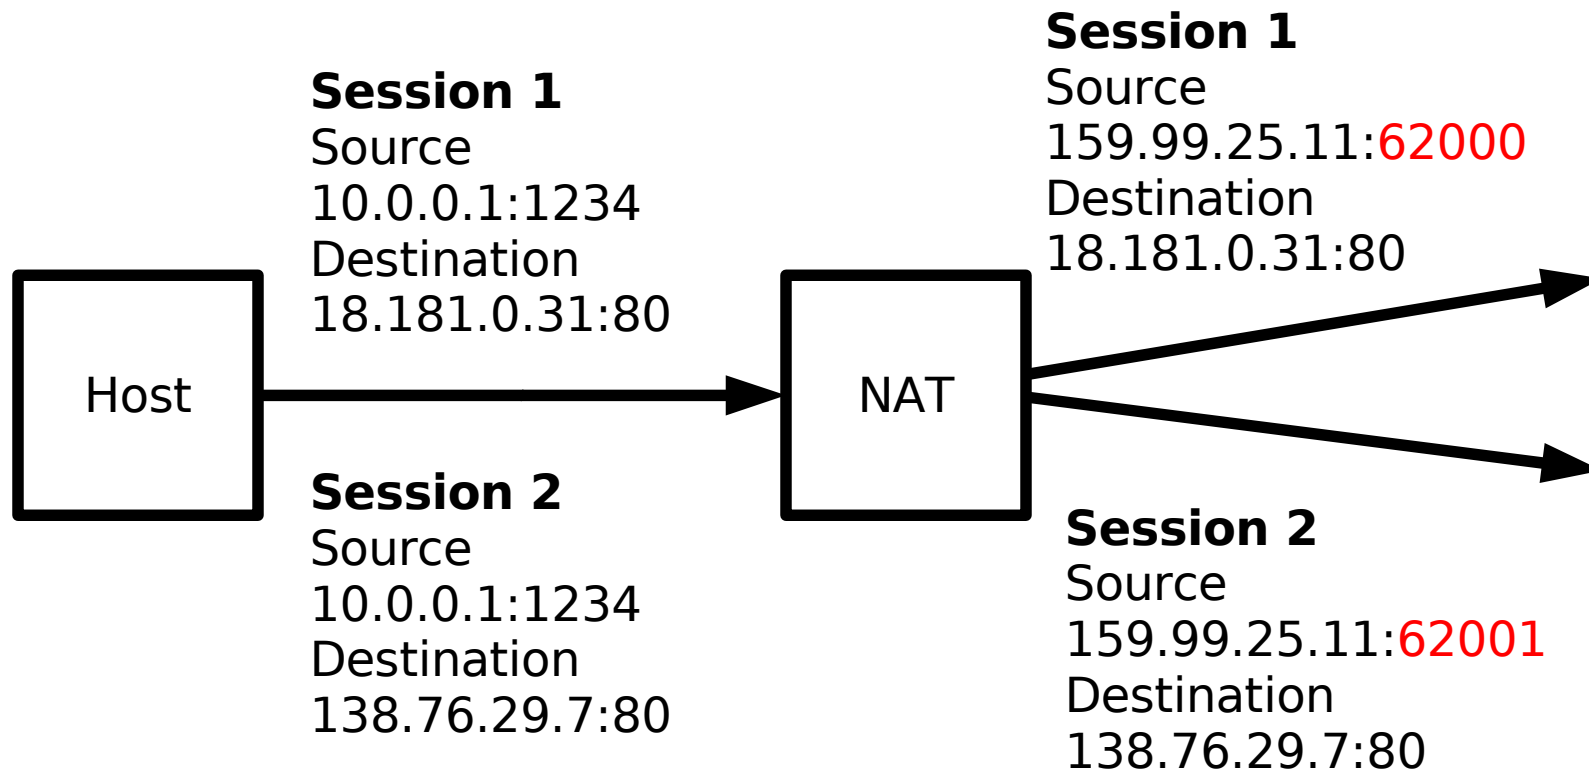 Session 1
Source
159.99.25.11:62000
Destination
18.181.0.31:80
Session 1
Source
10.0.0.1:1234
Destination
18.181.0.31:80
Host
NAT
Session 2
Source
10.0.0.1:1234
Destination
138.76.29.7:80
Session 2
Source
159.99.25.11:62001
Destination
138.76.29.7:80